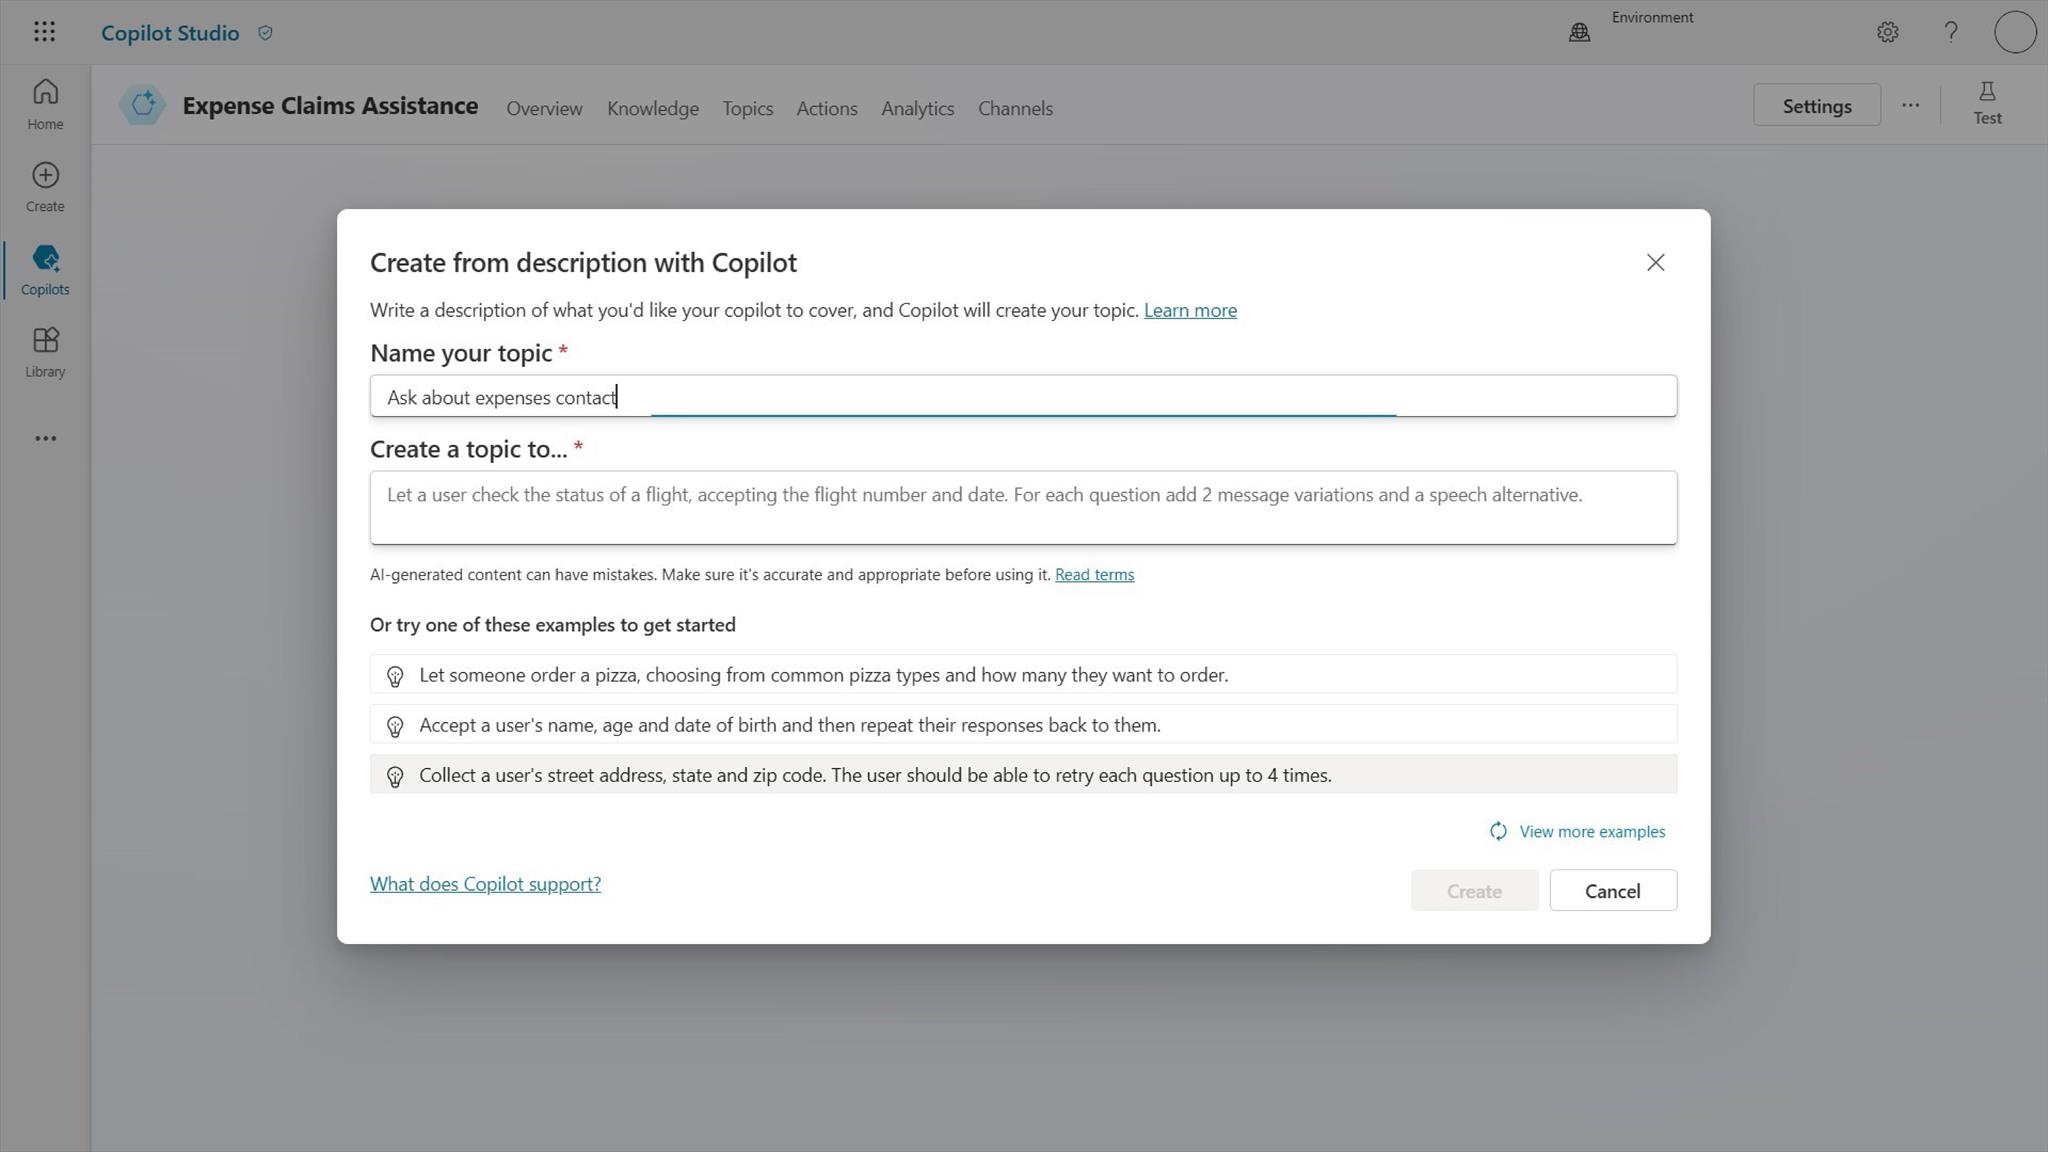 Copilot Studio
Environment
?
Home
Create
Copilots
Library
Expense Claims Assistance
Overview
Knowledge
Topics
Actions
Analytics
Channels
Settings
Test
Create from description with Copilot
Write a description of what you'd like your copilot to cover, and Copilot will create your topic. Learn more
Name your topic *
Ask about expenses contact
Create a topic to... *
Let a user check the status of a flight, accepting the flight number and date. For each question add 2 message variations and a speech alternative.
AI-generated content can have mistakes. Make sure it's accurate and appropriate before using it. Read terms
Or try one of these examples to get started
Let someone order a pizza, choosing from common pizza types and how many they want to order.
Accept a user's name, age and date of birth and then repeat their responses back to them.
Collect a user's street address, state and zip code. The user should be able to retry each question up to 4 times.
View more examples
What does Copilot support?
Create
Cancel